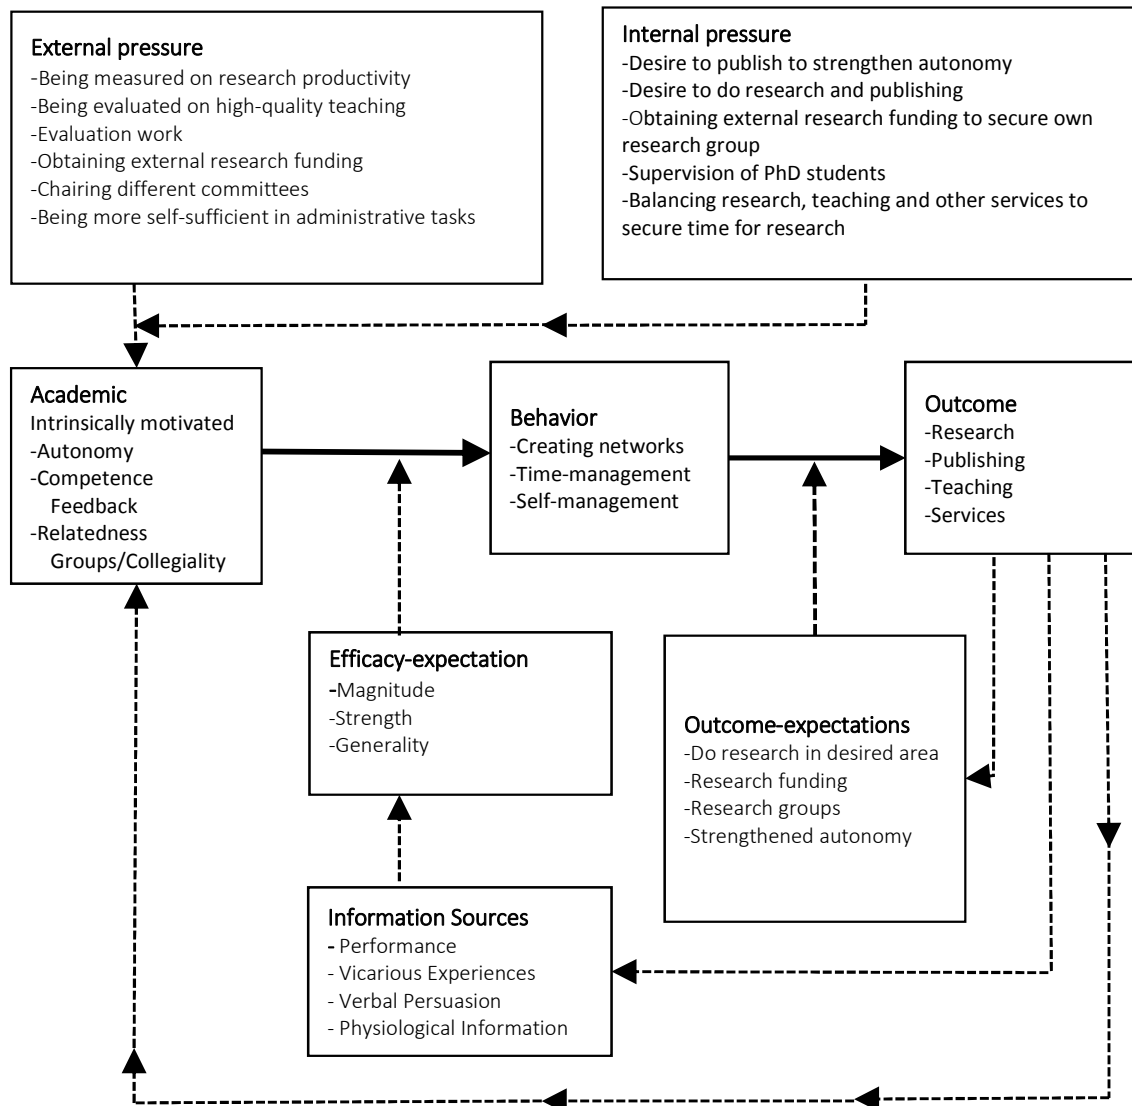 External pressure
-Being measured on research productivity
-Being evaluated on high-quality teaching
-Evaluation work
-Obtaining external research funding
-Chairing different committees
-Being more self-sufficient in administrative tasks
Internal pressure
-Desire to publish to strengthen autonomy
-Desire to do research and publishing
-Obtaining external research funding to secure own
research group
-Supervision of PhD students
-Balancing research, teaching and other services to
secure time for research
Academic
Intrinsically motivated
-Autonomy
-Competence
Feedback
-Relatedness
Groups/Collegiality
Behavior
-Creating networks
-Time-management
-Self-management
Outcome
-Research
-Publishing
-Teaching
-Services
Efficacy-expectation
-Magnitude
-Strength
-Generality
Outcome-expectations
-Do research in desired area
-Research funding
-Research groups
-Strengthened autonomy
Information Sources
- Performance
- Vicarious Experiences
- Verbal Persuasion
- Physiological Information